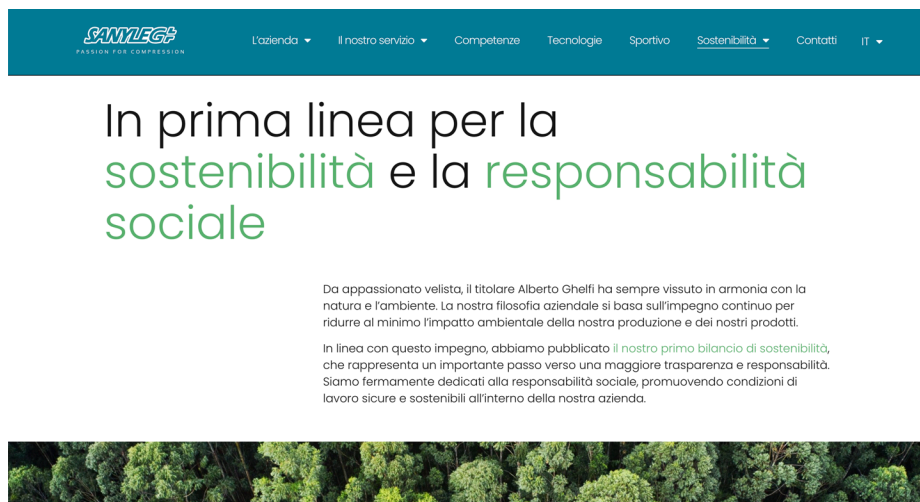 SANYLEGS
PASSION FOR COMPRESSION
L'azienda
Il nostro servizio
Competenze
Tecnologie
Sportivo
Sostenibilità
Contatti
IT
In prima linea per la
sostenibilità e la responsabilità
sociale
Da appassionato velista, il titolare Alberto Ghelfi ha sempre vissuto in armonia con la
natura e l'ambiente. La nostra filosofia aziendale si basa sull'impegno continuo per
ridurre al minimo l'impatto ambientale della nostra produzione e dei nostri prodotti.
In linea con questo impegno, abbiamo pubblicato il nostro primo bilancio di sostenibilità,
che rappresenta un importante passo verso una maggiore trasparenza e responsabilità.
Siamo fermamente dedicati alla responsabilità sociale, promuovendo condizioni di
lavoro sicure e sostenibili all'interno della nostra azienda.